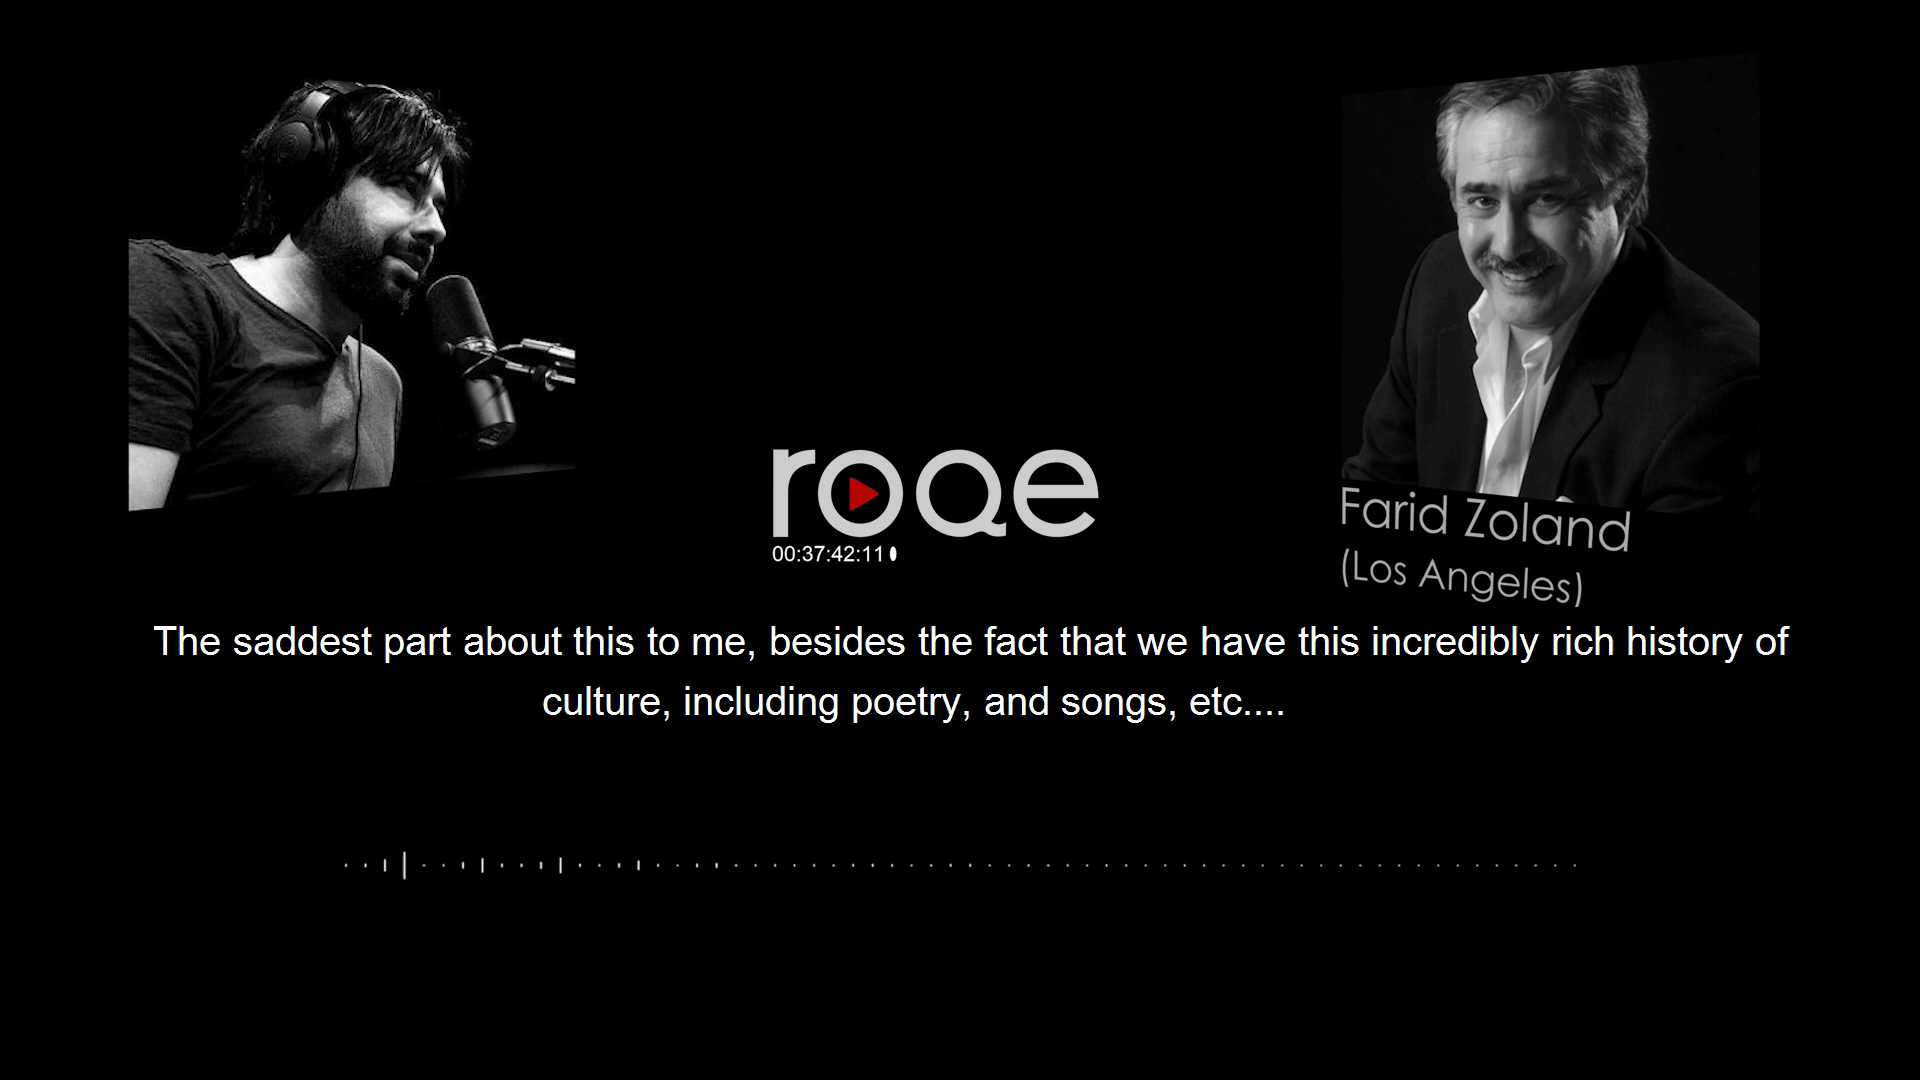 roqe
00:37:42:11
Farid Zoland
(Los Angeles)
The saddest part about this to me, besides the fact that we have this incredibly rich history of
culture, including poetry, and songs, etc....